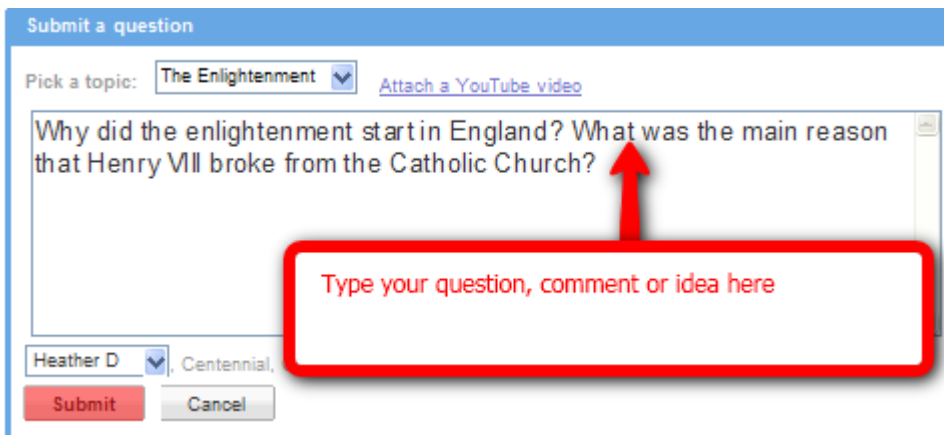 Submit a question
Pick a topic: The Enlightenment Attach a YouTube video
Why did the enlightenment start in England? What was the main reason
that Henry VIII broke from the Catholic Church?
Type your question, comment or idea here
Heather D , Centennial,
Submit Cancel